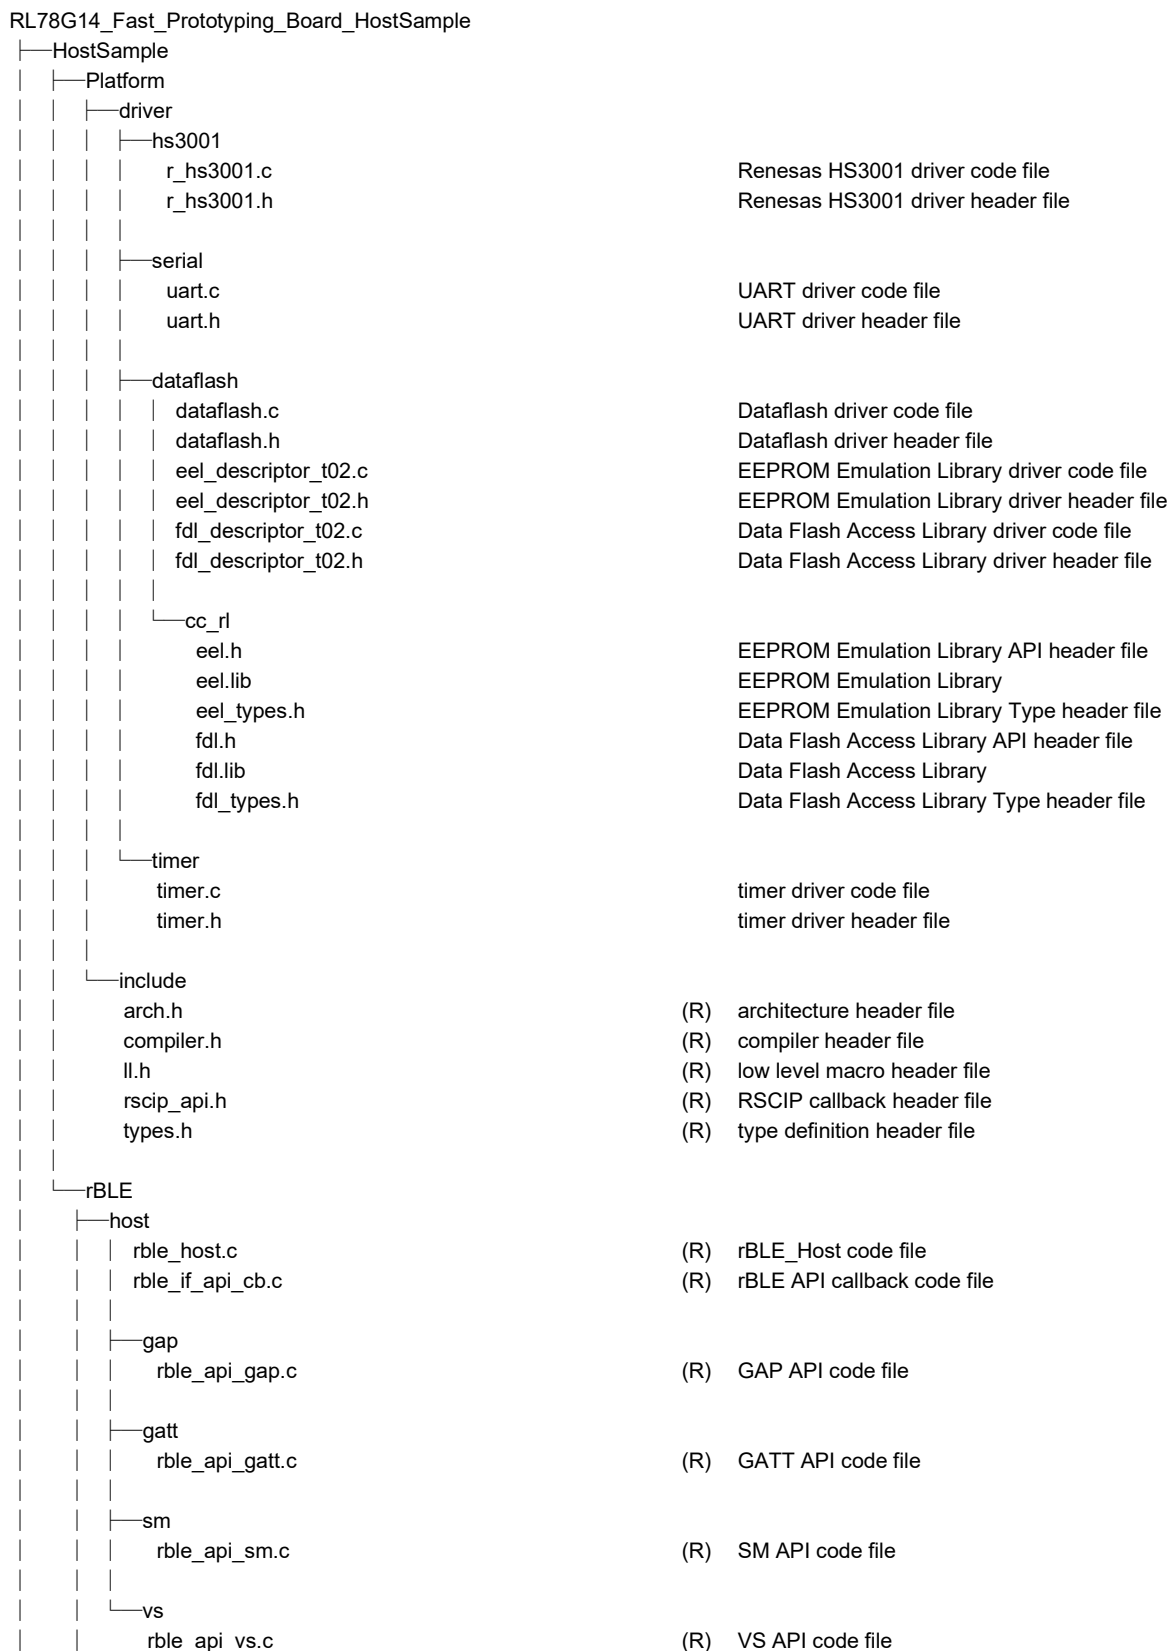 RL78G14_Fast_Prototyping_Board_HostSample
HostSample
Platform
driver
hs3001
r_hs3001.c Renesas HS3001 driver code file
r_hs3001.h Renesas HS3001 driver header file
serial
uart.c UART driver code file
uart.h UART driver header file
dataflash
dataflash.c Dataflash driver code file
dataflash.h Dataflash driver header file
eel_descriptor_t02.c EEPROM Emulation Library driver code file
eel_descriptor_t02.h EEPROM Emulation Library driver header file
fdl_descriptor_t02.c Data Flash Access Library driver code file
fdl_descriptor_t02.h Data Flash Access Library driver header file
cc_rl
eel.h EEPROM Emulation Library API header file
eel.lib EEPROM Emulation Library
eel_types.h EEPROM Emulation Library Type header file
fdl.h Data Flash Access Library API header file
fdl.lib Data Flash Access Library
fdl_types.h Data Flash Access Library Type header file
timer
timer.c timer driver code file
timer.h timer driver header file
include
arch.h (R) architecture header file
compiler.h (R) compiler header file
ll.h (R) low level macro header file
rscip_api.h (R) RSCIP callback header file
types.h (R) type definition header file
rBLE
host
rble_host.c (R) rBLE_Host code file
rble_if_api_cb.c (R) rBLE API callback code file
gap
rble_api_gap.c (R) GAP API code file
gatt
rble_api_gatt.c (R) GATT API code file
sm
rble_api_sm.c (R) SM API code file
vs
rble_api_vs.c (R) VS API code file